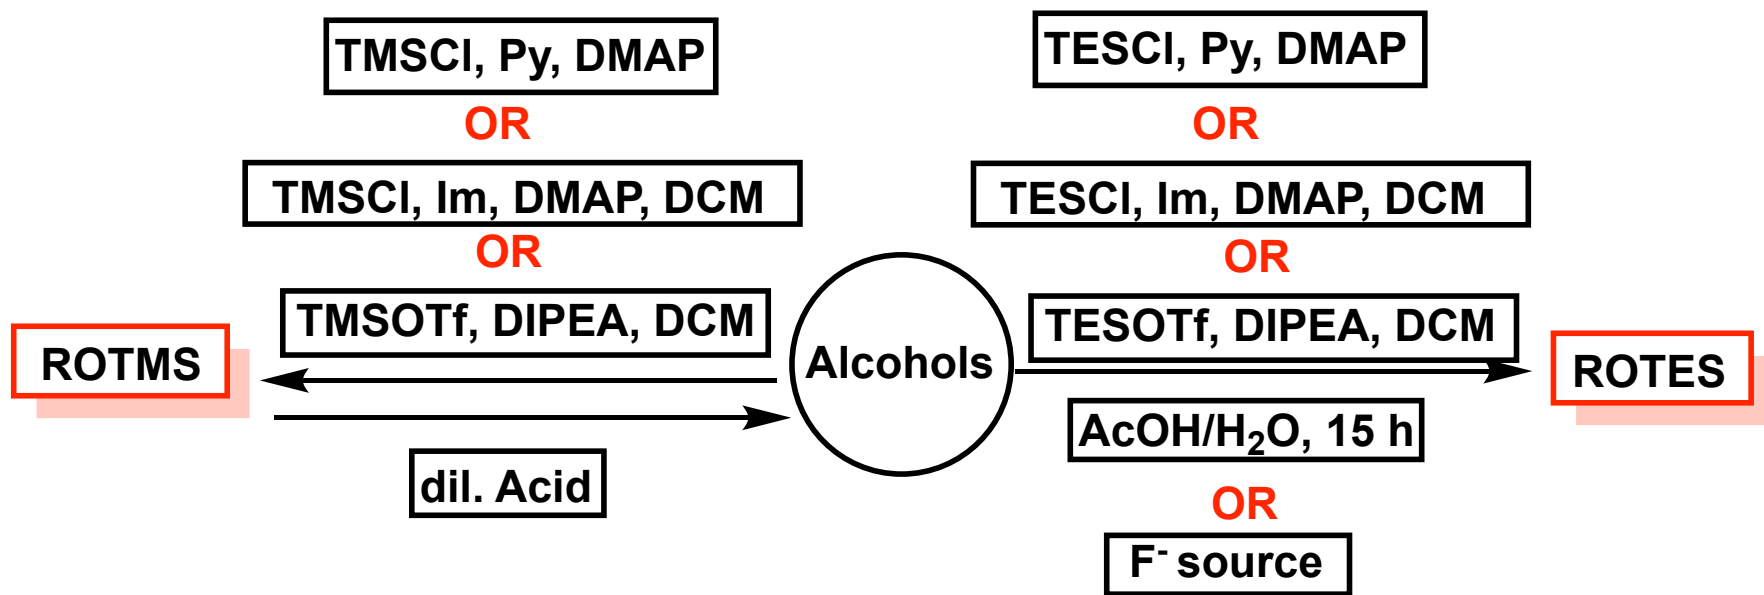 TMSCl, Py, DMAP
OR
TMSCl, Im, DMAP, DCM
OR
TMSOTf, DIPEA, DCM
ROTMS
dil. Acid
Alcohols
TESCl, Py, DMAP
OR
TESCl, Im, DMAP, DCM
OR
TESOTf, DIPEA, DCM
ROTES
AcOH/H₂O, 15 h
OR
F⁻ source